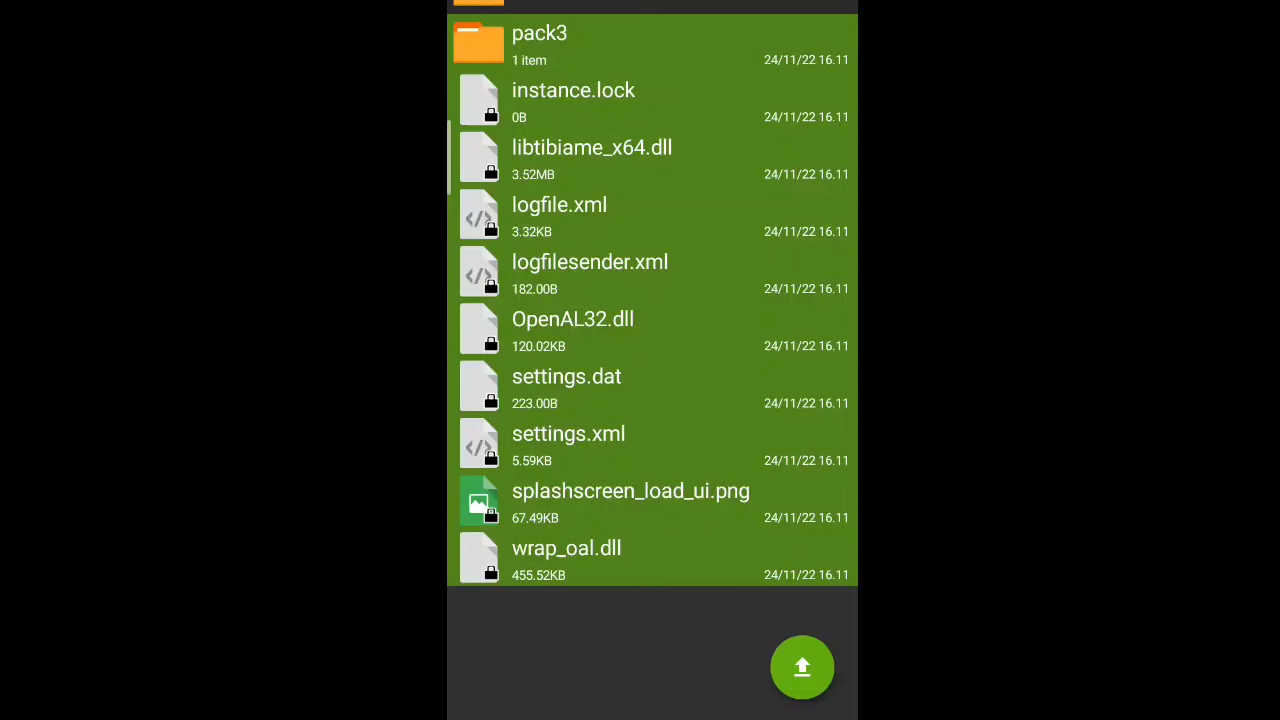 pack3
1 item 24/11/22 16.11
instance.lock
0B 24/11/22 16.11
libtibiame_x64.dll
3.52MB 24/11/22 16.11
logfile.xml
3.32KB 24/11/22 16.11
logfilesender.xml
182.00B 24/11/22 16.11
OpenAL32.dll
120.02KB 24/11/22 16.11
settings.dat
223.00B 24/11/22 16.11
settings.xml
5.59KB 24/11/22 16.11
splashscreen_load_ui.png
67.49KB 24/11/22 16.11
wrap_oal.dll
455.52KB 24/11/22 16.11